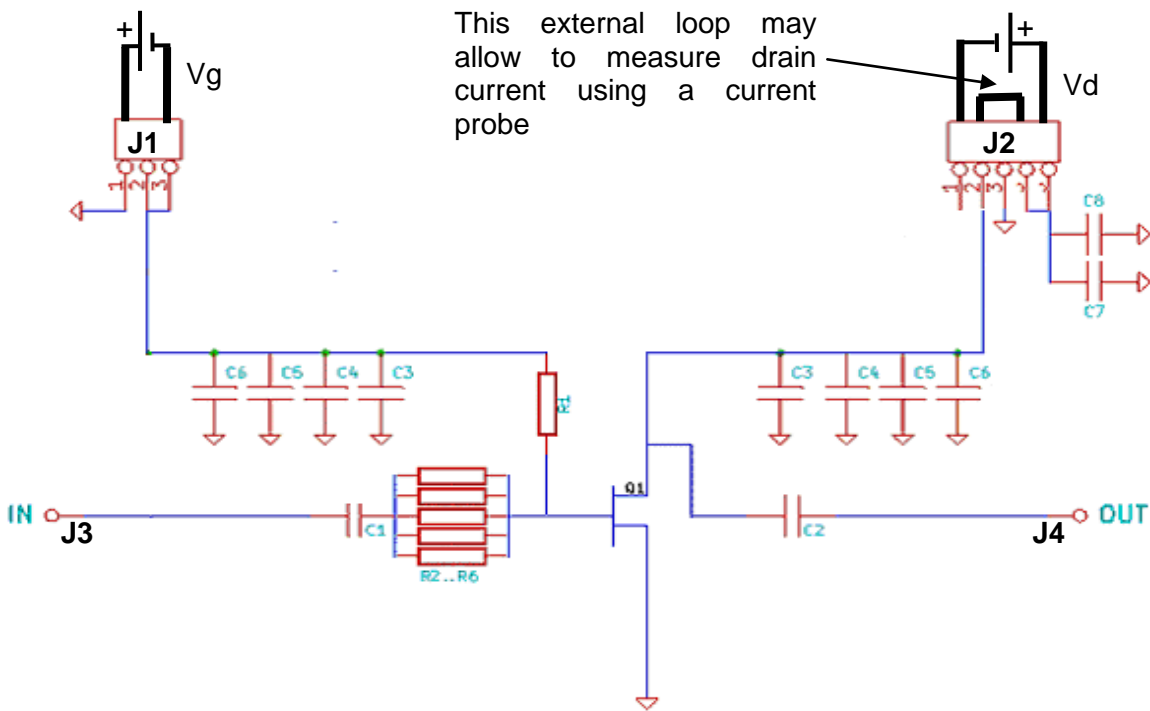 This external loop may
allow to measure drain
current using a current
probe
+
Vg
+
Vd
J1
J2
1 2 3
1 2 3 2 2
C8
C7
C6 C5 C4 C3
R1
C3 C4 C5 C6
Q1
IN
J3
C1
R2..R6
C2
J4
OUT